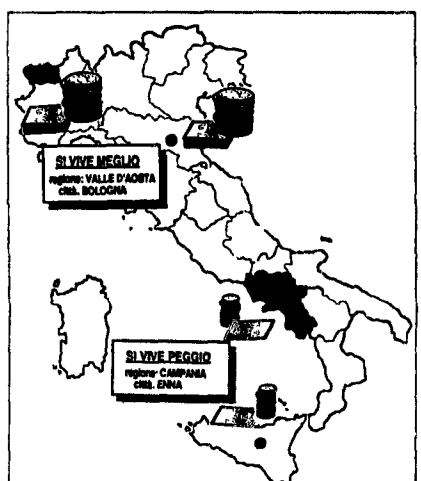 SI VIVE MEGLIO
regione: VALLE D'AOSTA
città. BOLOGNA
SI VIVE PEGGIO
regione· CAMPANIA
città. ENNA